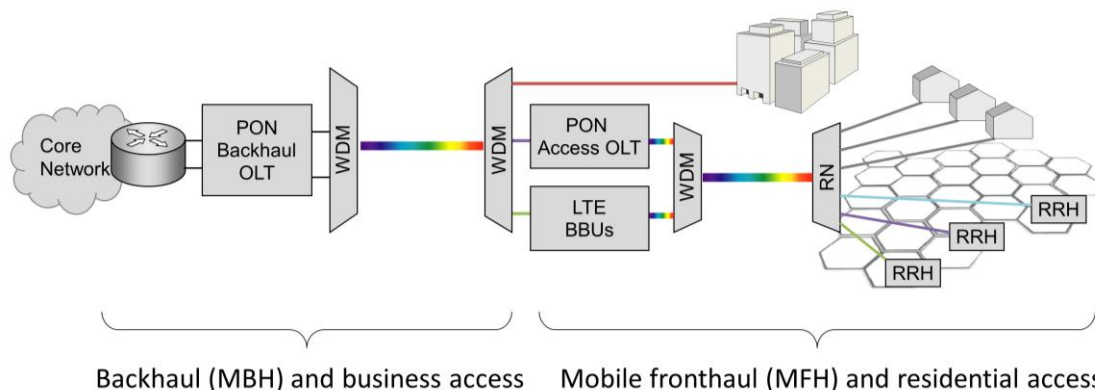 Core
Network
PON
Backhaul
OLT
WDM
WDM
PON
Access OLT
LTE
BBUs
WDM
RN
RRH
RRH
RRH
Backhaul (MBH) and business access
Mobile fronthaul (MFH) and residential access